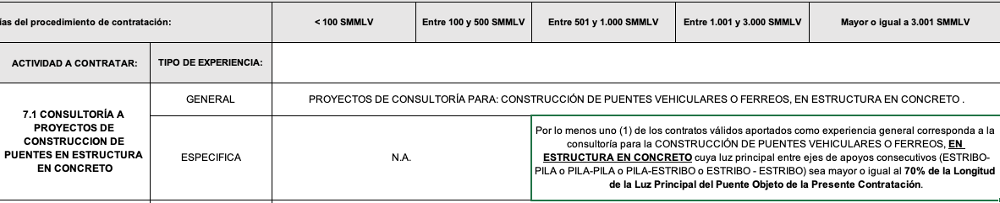 ías del procedimiento de contratación:
< 100 SMMLV
Entre 100 y 500 SMMLV
Entre 501 y 1.000 SMMLV
Entre 1.001 y 3.000 SMMLV
Mayor o igual a 3.001 SMMLV
ACTIVIDAD A CONTRATAR:
TIPO DE EXPERIENCIA:
7.1 CONSULTORÍA A
PROYECTOS DE
CONSTRUCCION DE
PUENTES EN ESTRUCTURA
EN CONCRETO
GENERAL
PROYECTOS DE CONSULTORÍA PARA: CONSTRUCCIÓN DE PUENTES VEHICULARES O FERREOS, EN ESTRUCTURA EN CONCRETO .
ESPECIFICA
N.A.
Por lo menos uno (1) de los contratos válidos aportados como experiencia general corresponda a la
consultoría para la CONSTRUCCIÓN DE PUENTES VEHICULARES O FERREOS, EN
ESTRUCTURA EN CONCRETO cuya luz principal entre ejes de apoyos consecutivos (ESTRIBO-
PILA o PILA-PILA o PILA-ESTRIBO o ESTRIBO - ESTRIBO) sea mayor o igual al 70% de la Longitud
de la Luz Principal del Puente Objeto de la Presente Contratación.